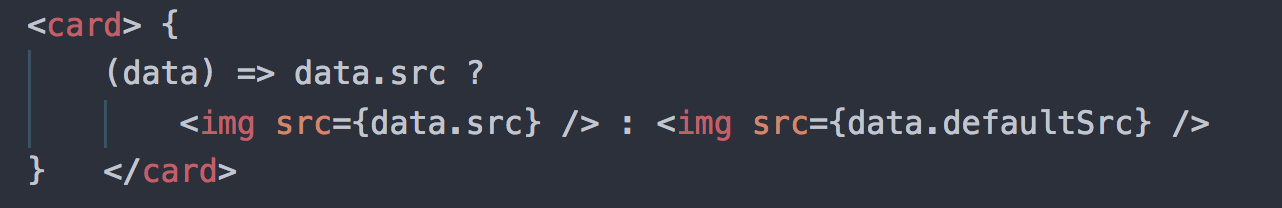 <card> {
(data) => data.src ?
<img src={data.src} /> : <img src={data.defaultSrc} />
} </card>